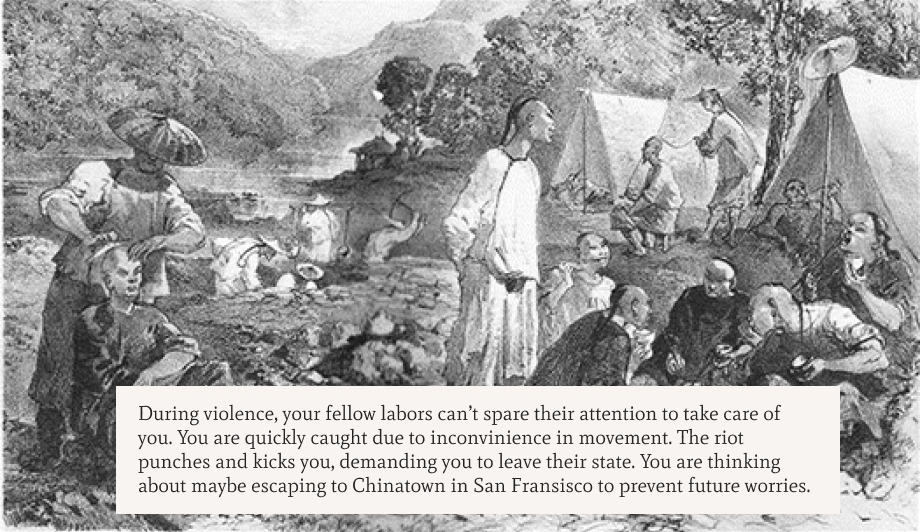 During violence, your fellow labors can't spare their attention to take care of
you. You are quickly caught due to inconvinience in movement. The riot
punches and kicks you, demanding you to leave their state. You are thinking
about maybe escaping to Chinatown in San Fransisco to prevent future worries.